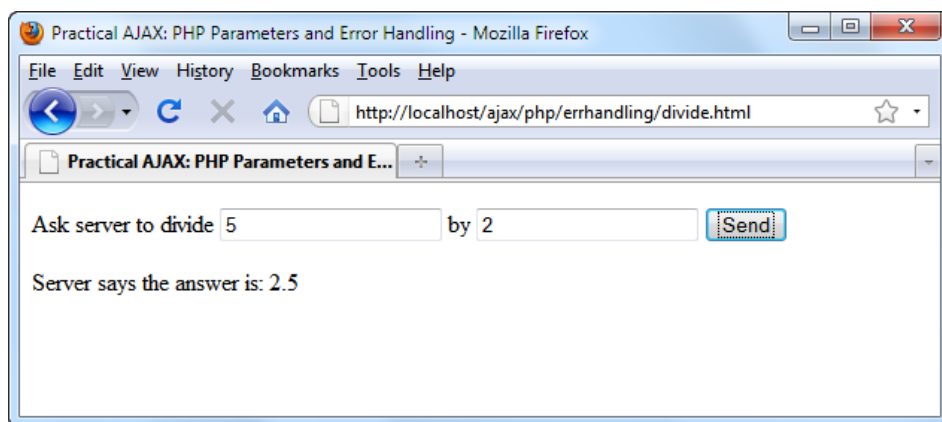 Practical AJAX: PHP Parameters and Error Handling - Mozilla Firefox
File Edit View History Bookmarks Tools Help
http://localhost/ajax/php/errhandling/divide.html
Practical AJAX: PHP Parameters and E...
Ask server to divide 5 by 2 Send
Server says the answer is: 2.5